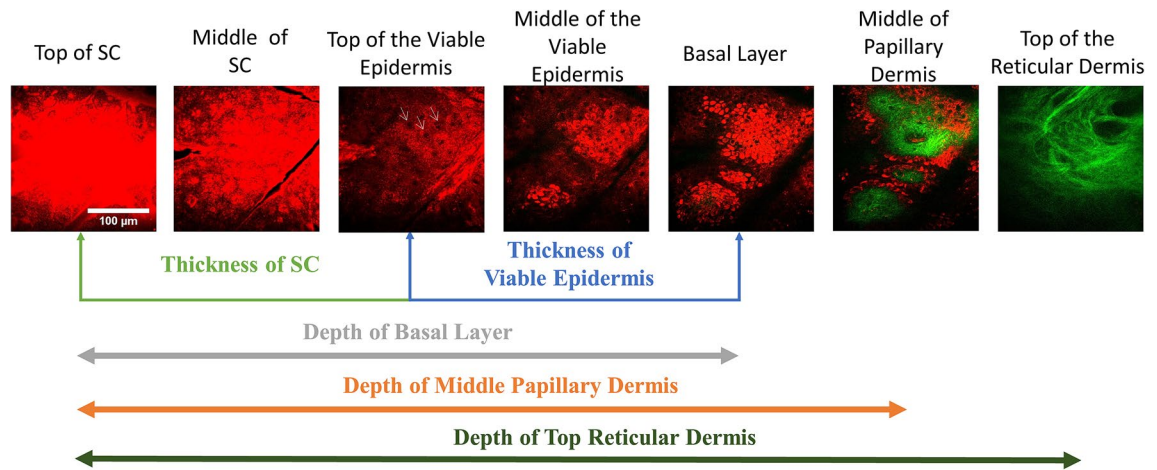 Top of SC
Middle of
SC
Top of the Viable
Epidermis
Middle of the
Viable
Epidermis
Basal Layer
Middle of
Papillary
Dermis
Top of the
Reticular Dermis
100 µm
Thickness of SC
Thickness of
Viable Epidermis
Depth of Basal Layer
Depth of Middle Papillary Dermis
Depth of Top Reticular Dermis